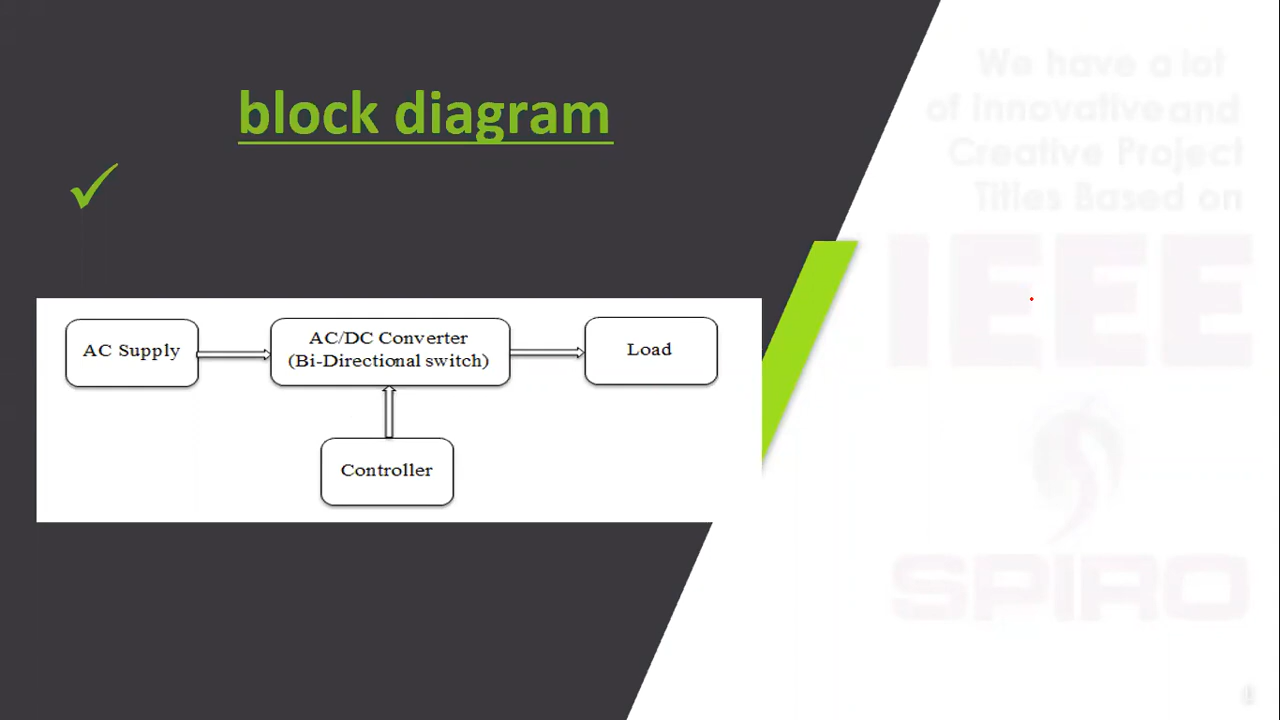 block diagram
AC Supply
AC/DC Converter
(Bi-Directional switch)
Load
Controller
We have a lot
of Innovative and
Creative Project
Titles Based on
IEEE
SPIRO